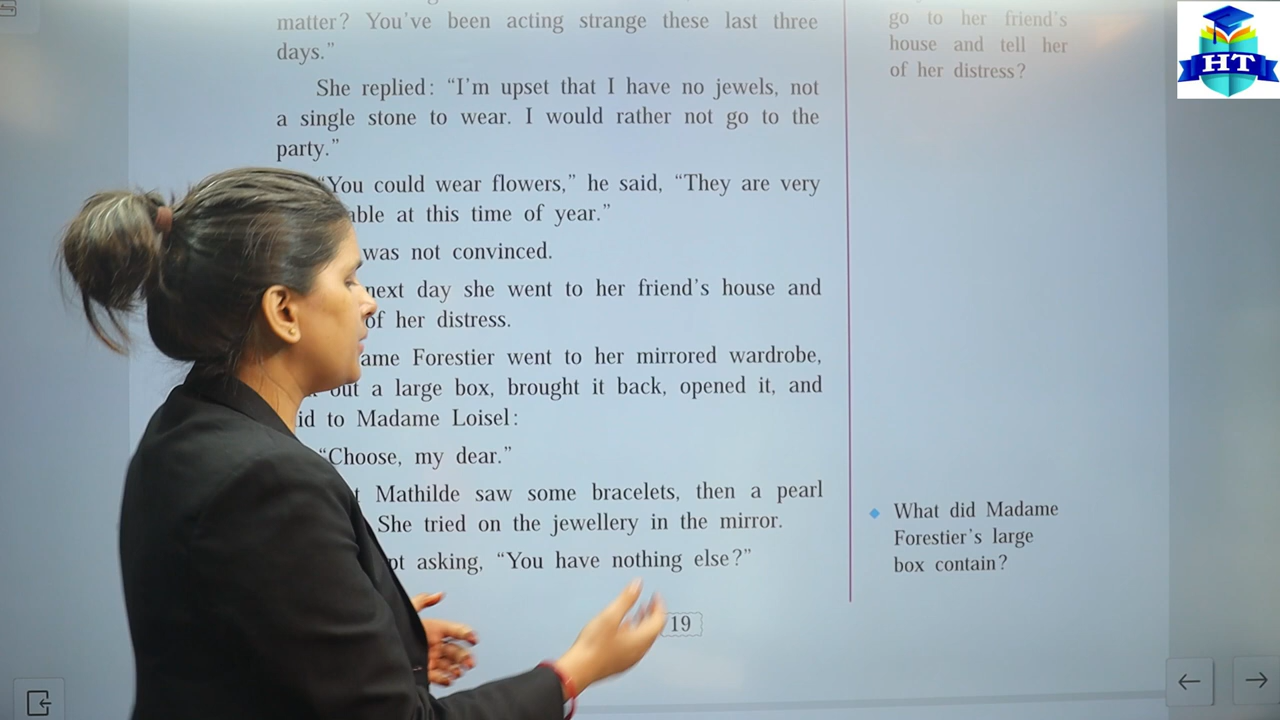 matter? You've been acting strange these last three
days."
She replied: "I'm upset that I have no jewels, not
a single stone to wear. I would rather not go to the
party."
"You could wear flowers," he said, "They are very
at this time of year."
was not convinced.
next day she went to her friend's house and
of her distress.
Forestier went to her mirrored wardrobe,
out a large box, brought it back, opened it, and
to Madame Loisel:
"Choose, my dear."
Mathilde saw some bracelets, then a pearl
She tried on the jewellery in the mirror.
asking, "You have nothing else?"
19
go to her friend's
house and tell her
of her distress?
What did Madame
Forestier's large
box contain?
HT